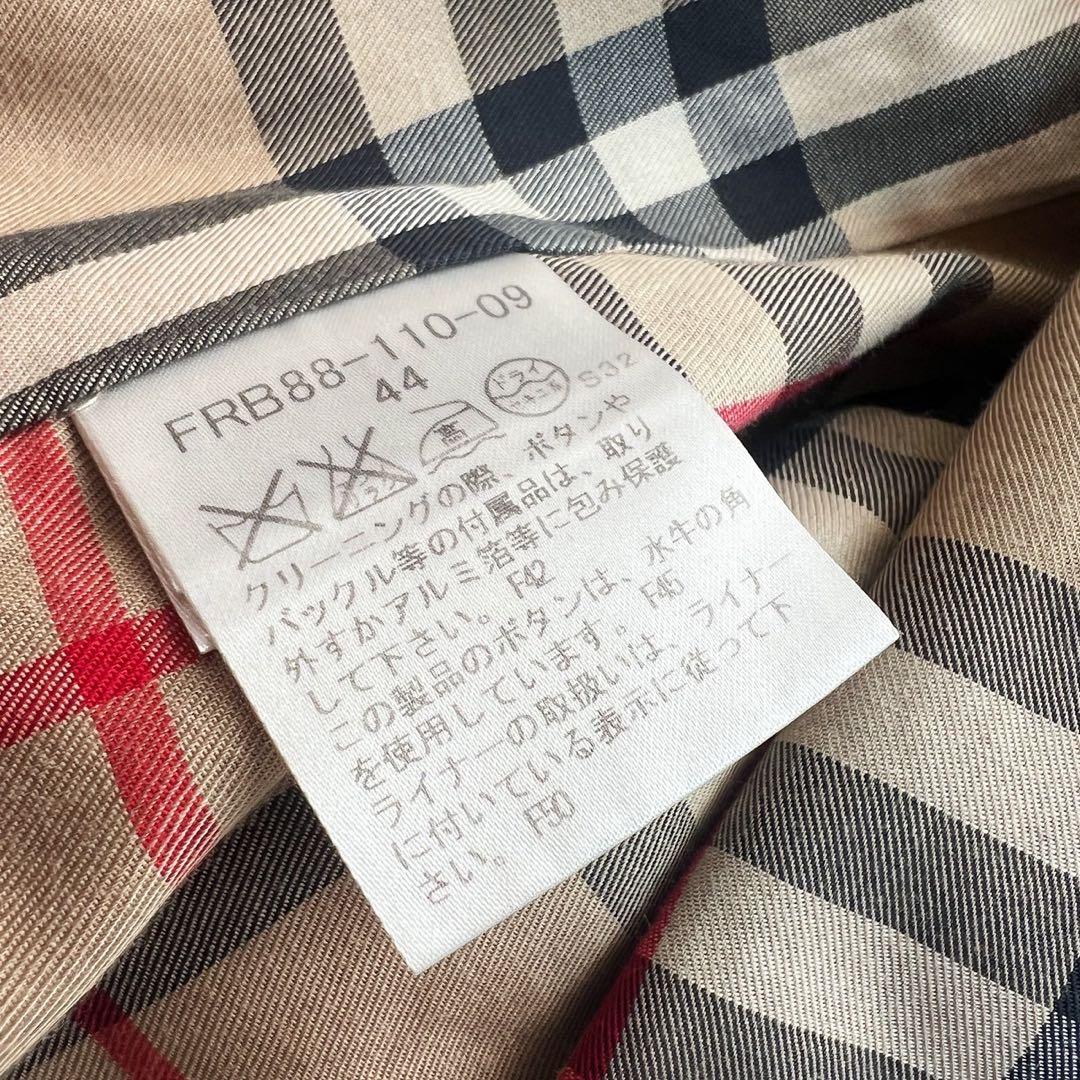 FRB88-110-09
44
高 ドライ S32
クリーニングの際、ボタンや
バックル等の付属品は、取り
外すかアルミ箔等に包み保護
して下さい。 F42
この製品のボタンは、水牛の角
を使用しています。 F45
ライナーの取扱いは、ライナー
に付いている表示に従って下
さい。 F50